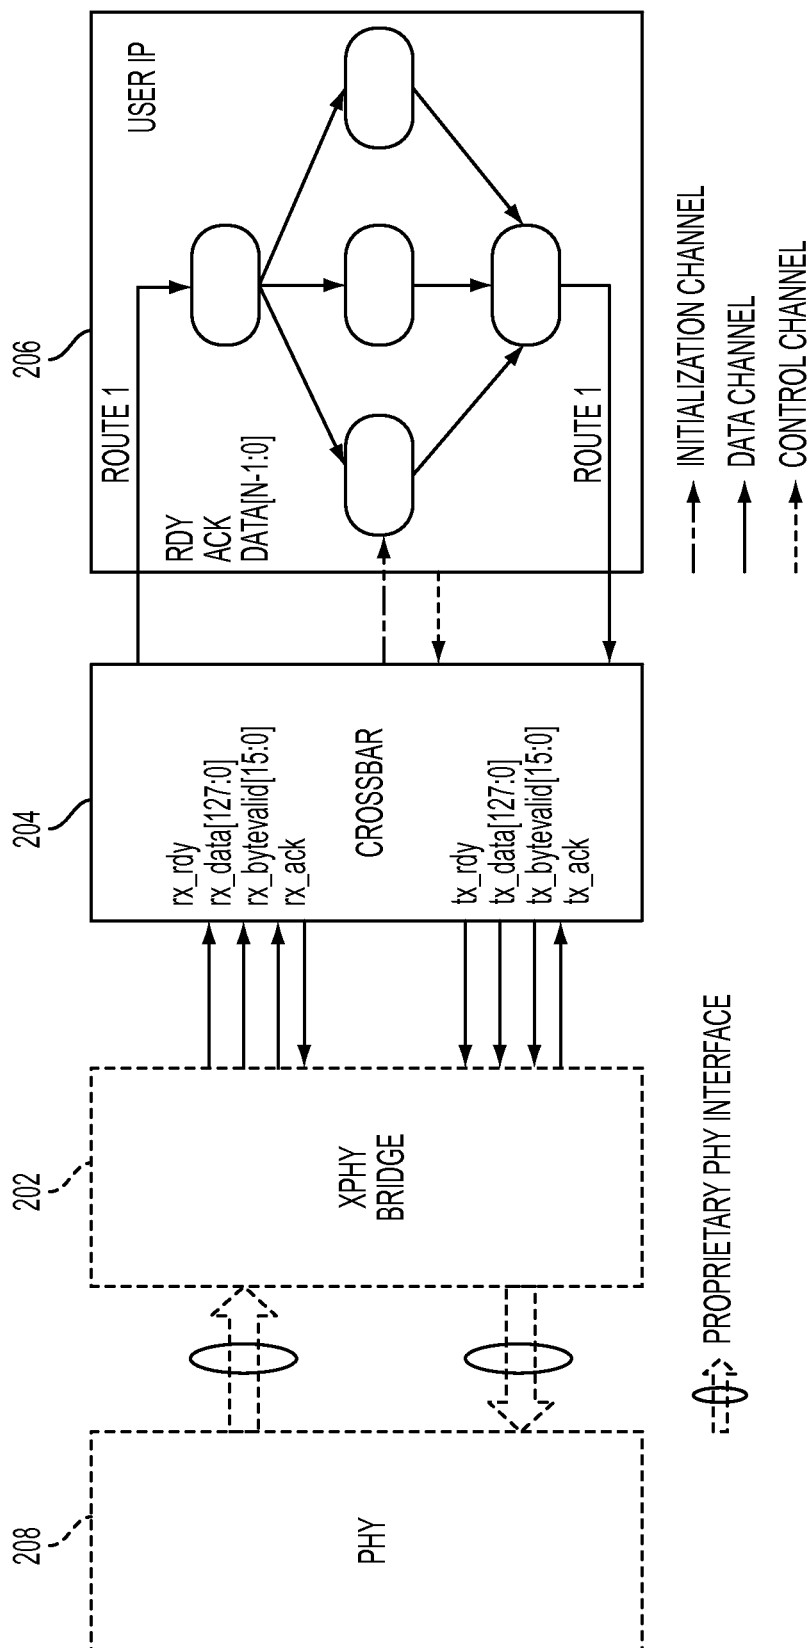 208
PHY
202
XPHY
BRIDGE
204
rx_rdy
rx_data[127:0]
rx_bytevalid[15:0]
rx_ack
CROSSBAR
tx_rdy
tx_data[127:0]
tx_bytevalid[15:0]
tx_ack
206
ROUTE 1
USER IP
RDY
ACK
DATA[N-1:0]
ROUTE 1
PROPRIETARY PHY INTERFACE
INITIALIZATION CHANNEL
DATA CHANNEL
CONTROL CHANNEL